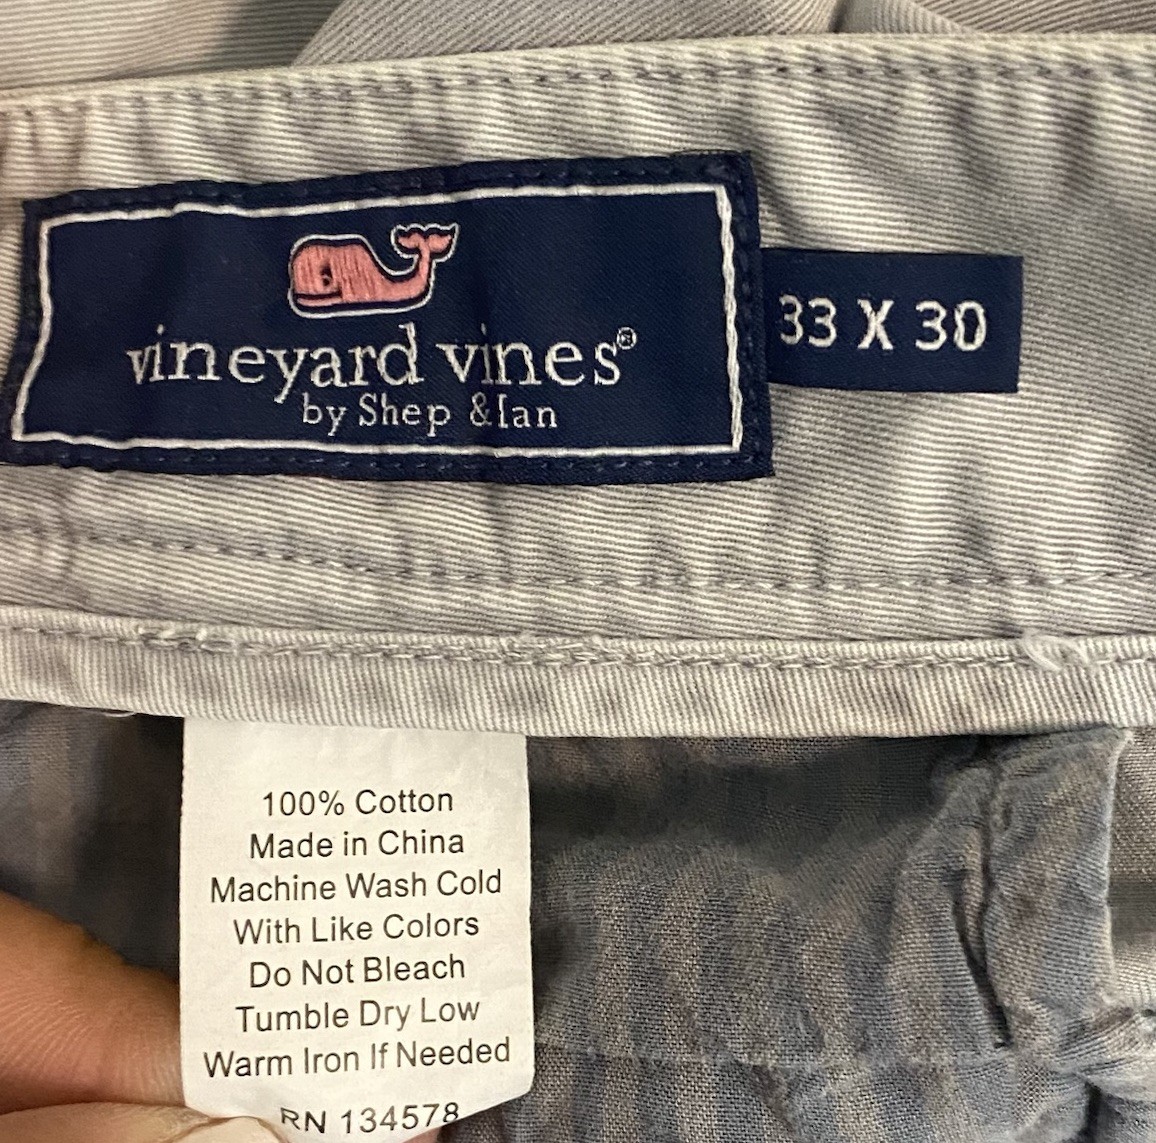 vineyard vines®
by Shep & Ian
33 X 30
100% Cotton
Made in China
Machine Wash Cold
With Like Colors
Do Not Bleach
Tumble Dry Low
Warm Iron If Needed
RN 134578